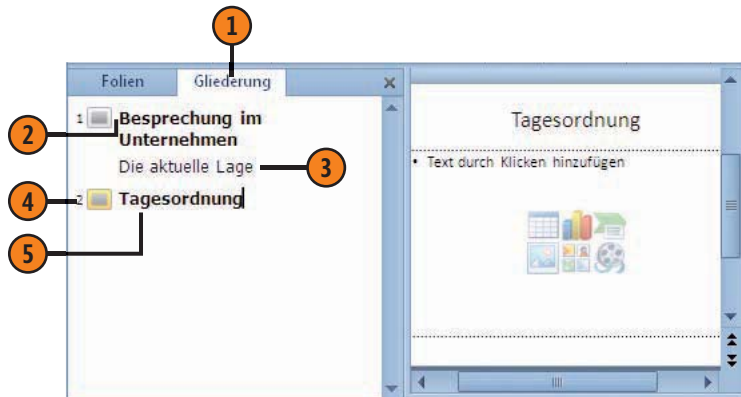 1
Folien Gliederung
1 Besprechung im
Unternehmen
Die aktuelle Lage
2 Tagesordnung
2
3
4
5
Tagesordnung
• Text durch Klicken hinzufügen